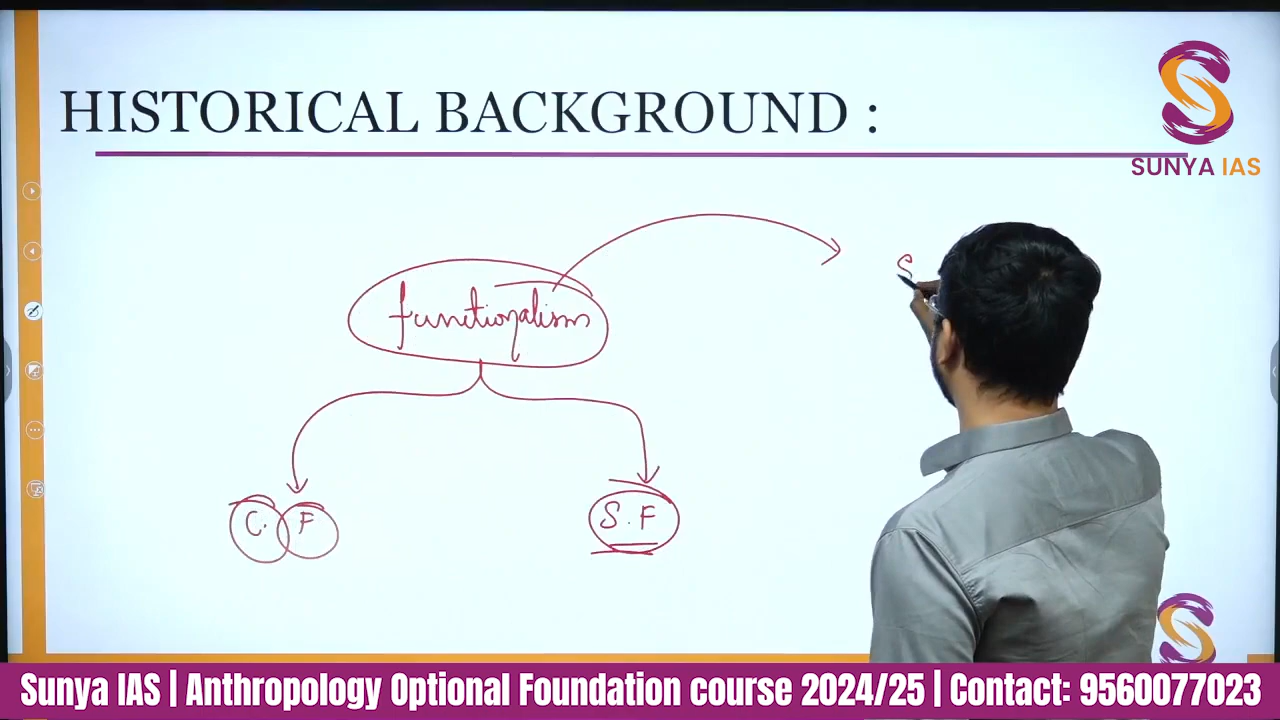 HISTORICAL BACKGROUND :
SUNYA IAS
functionalism
C. F
S.F
Sunya IAS | Anthropology Optional Foundation course 2024/25 | Contact: 9560077023